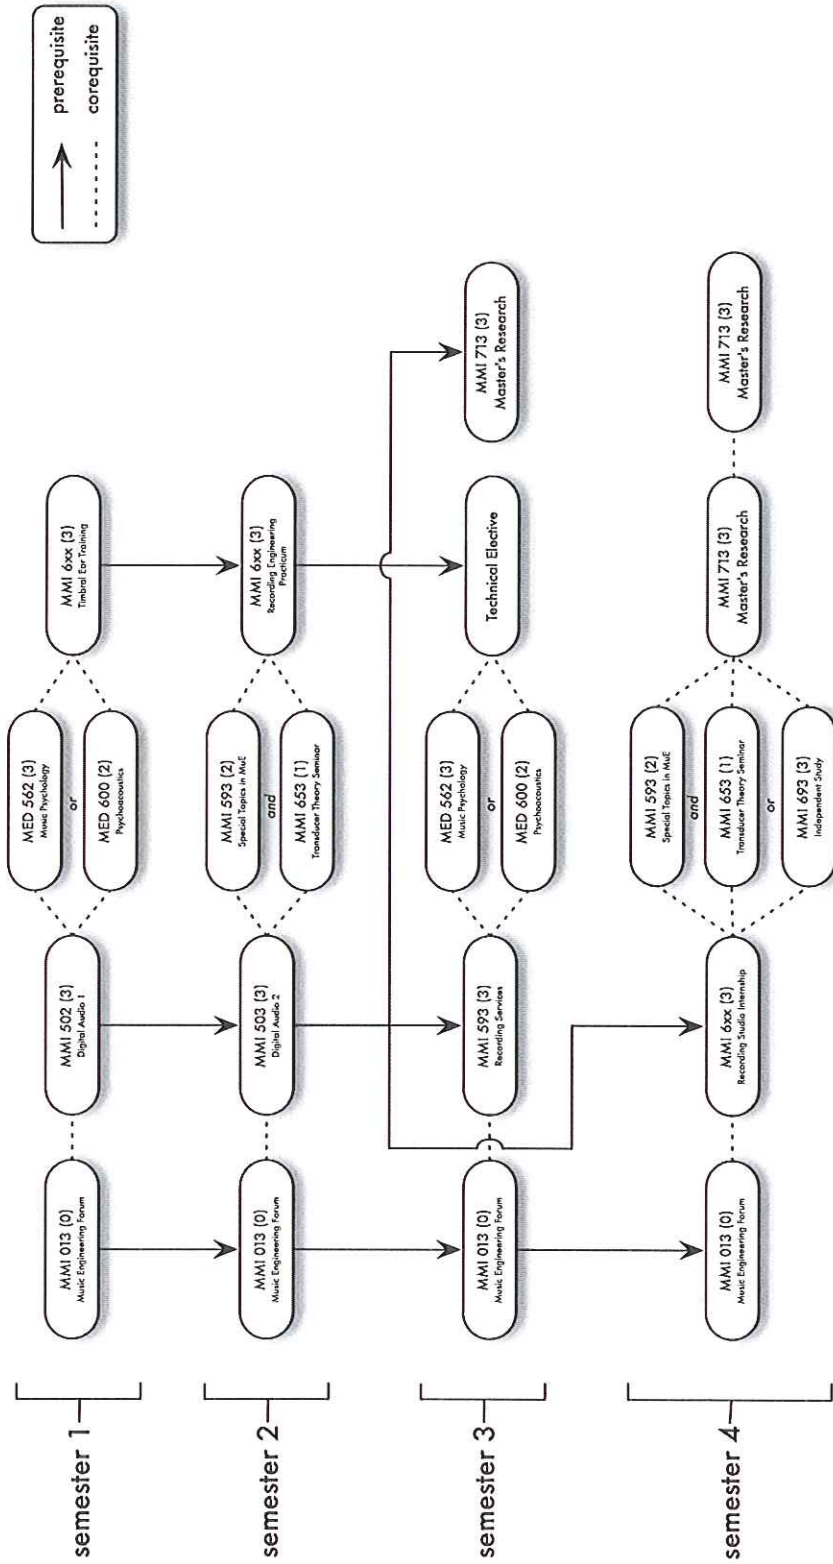 prerequisite
corequisite
semester 1
MMI 013 (0)
Music Engineering Forum
MMI 502 (3)
Digital Audio 1
MED 562 (3)
Music Psychology
or
MED 600 (2)
Psychoacoustics
MMI 6xx (3)
Timbral Ear Training
semester 2
MMI 013 (0)
Music Engineering Forum
MMI 503 (3)
Digital Audio 2
MMI 593 (2)
Special Topics in MuE
and
MMI 653 (1)
Transducer Theory Seminar
MMI 6xx (3)
Recording Engineering
Practicum
semester 3
MMI 013 (0)
Music Engineering Forum
MMI 593 (3)
Recording Services
MED 562 (3)
Music Psychology
or
MED 600 (2)
Psychoacoustics
Technical Elective
MMI 713 (3)
Master's Research
semester 4
MMI 013 (0)
Music Engineering Forum
MMI 6xx (3)
Recording Studio Internship
MMI 593 (2)
Special Topics in MuE
and
MMI 653 (1)
Transducer Theory Seminar
or
MMI 693 (3)
Independent Study
MMI 713 (3)
Master's Research
MMI 713 (3)
Master's Research